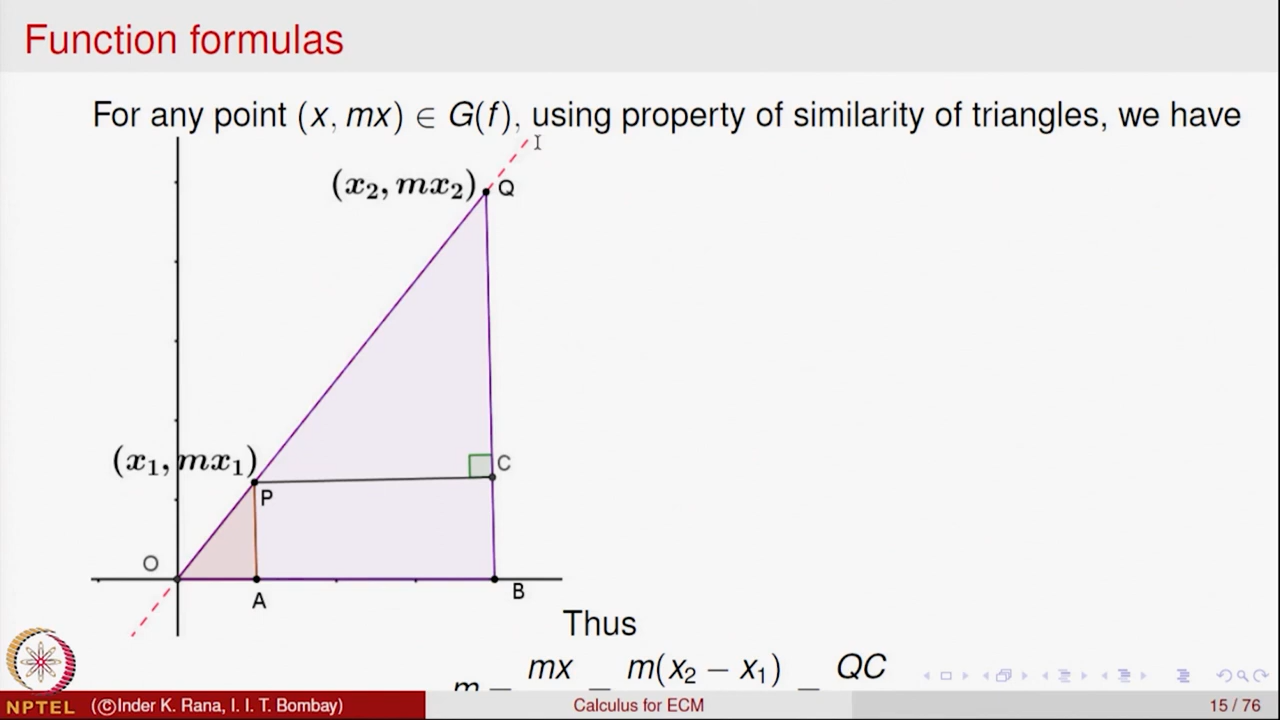 Function formulas
For any point (x, mx) ∈ G(f), using property of similarity of triangles, we have
(x₂, mx₂)
Q
(x₁, mx₁)
C
P
O
A
B
Thus
m = mx = m(x₂ − x₁) = QC
NPTEL
(©Inder K. Rana, I. I. T. Bombay)
Calculus for ECM
15 / 76